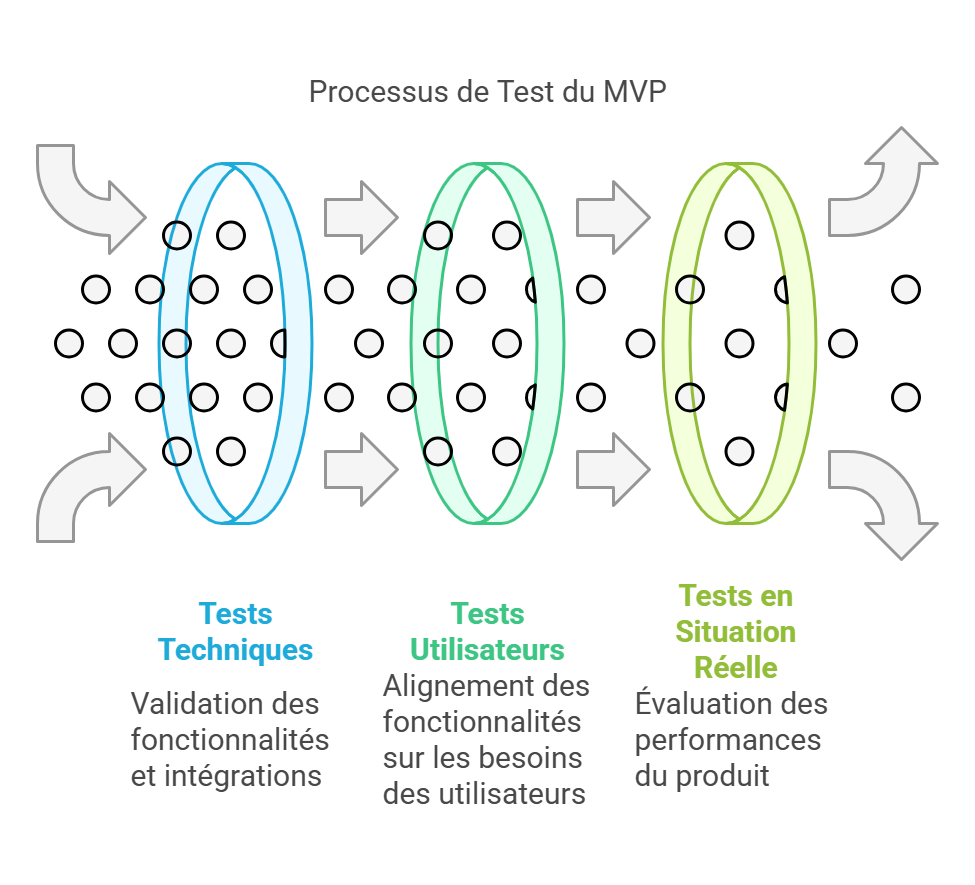 Processus de Test du MVP
Tests
Techniques
Validation des
fonctionnalités
et intégrations
Tests
Utilisateurs
Alignement des
fonctionnalités
sur les besoins
des utilisateurs
Tests en
Situation
Réelle
Évaluation des
performances
du produit